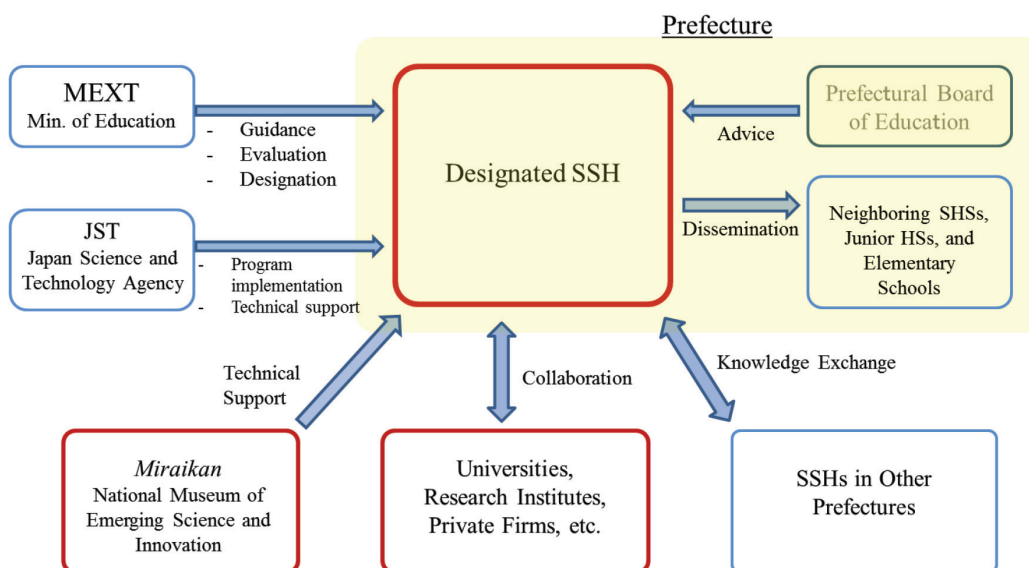 Prefecture
MEXT
Min. of Education
- Guidance
- Evaluation
- Designation
Designated SSH
Advice
Prefectural Board
of Education
JST
Japan Science and
Technology Agency
- Program
implementation
- Technical support
Dissemination
Neighboring SHSs,
Junior HSs, and
Elementary
Schools
Technical
Support
Collaboration
Knowledge Exchange
Miraikan
National Museum of
Emerging Science and
Innovation
Universities,
Research Institutes,
Private Firms, etc.
SSHs in Other
Prefectures